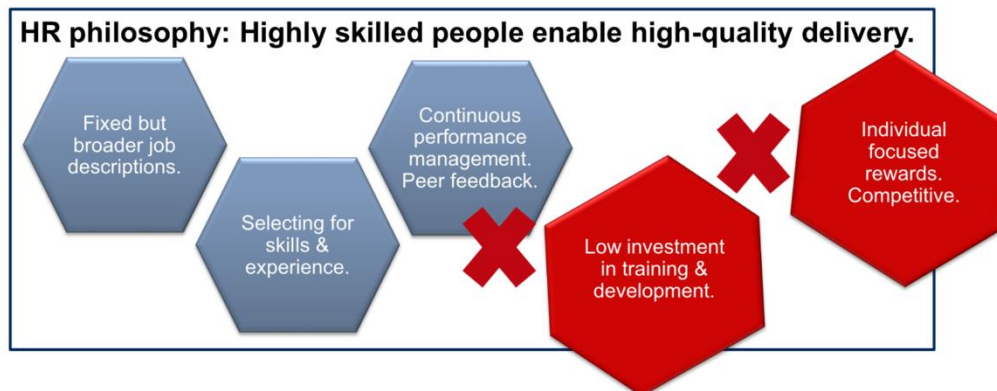 HR philosophy: Highly skilled people enable high-quality delivery.
Fixed but
broader job
descriptions.
Selecting for
skills &
experience.
Continuous
performance
management.
Peer feedback.
Low investment
in training &
development.
Individual
focused
rewards.
Competitive.